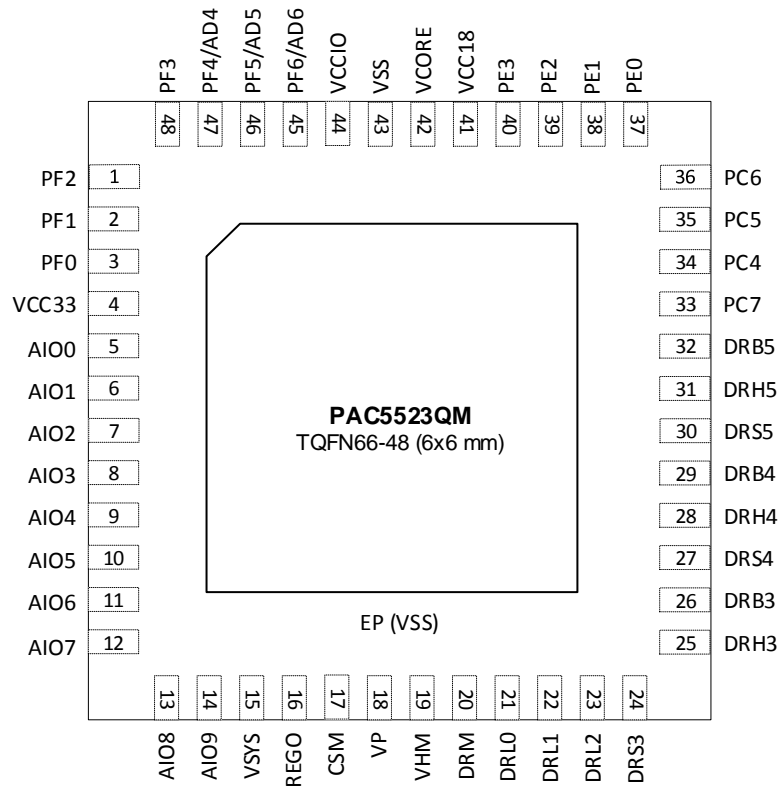 PF3 PF4/AD4 PF5/AD5 PF6/AD6 VCCIO VSS VCORE VCC18 PE3 PE2 PE1 PE0
48 47 46 45 44 43 42 41 40 39 38 37
PF2 1 36 PC6
PF1 2 35 PC5
PF0 3 34 PC4
VCC33 4 33 PC7
AIO0 5 32 DRB5
AIO1 6 31 DRH5
AIO2 7 30 DRS5
AIO3 8 29 DRB4
AIO4 9 28 DRH4
AIO5 10 27 DRS4
AIO6 11 26 DRB3
AIO7 12 25 DRH3
PAC5523QM
TQFN66-48 (6x6 mm)
EP (VSS)
13 14 15 16 17 18 19 20 21 22 23 24
AIO8 AIO9 VSYS REGO CSM VP VHM DRM DRL0 DRL1 DRL2 DRS3